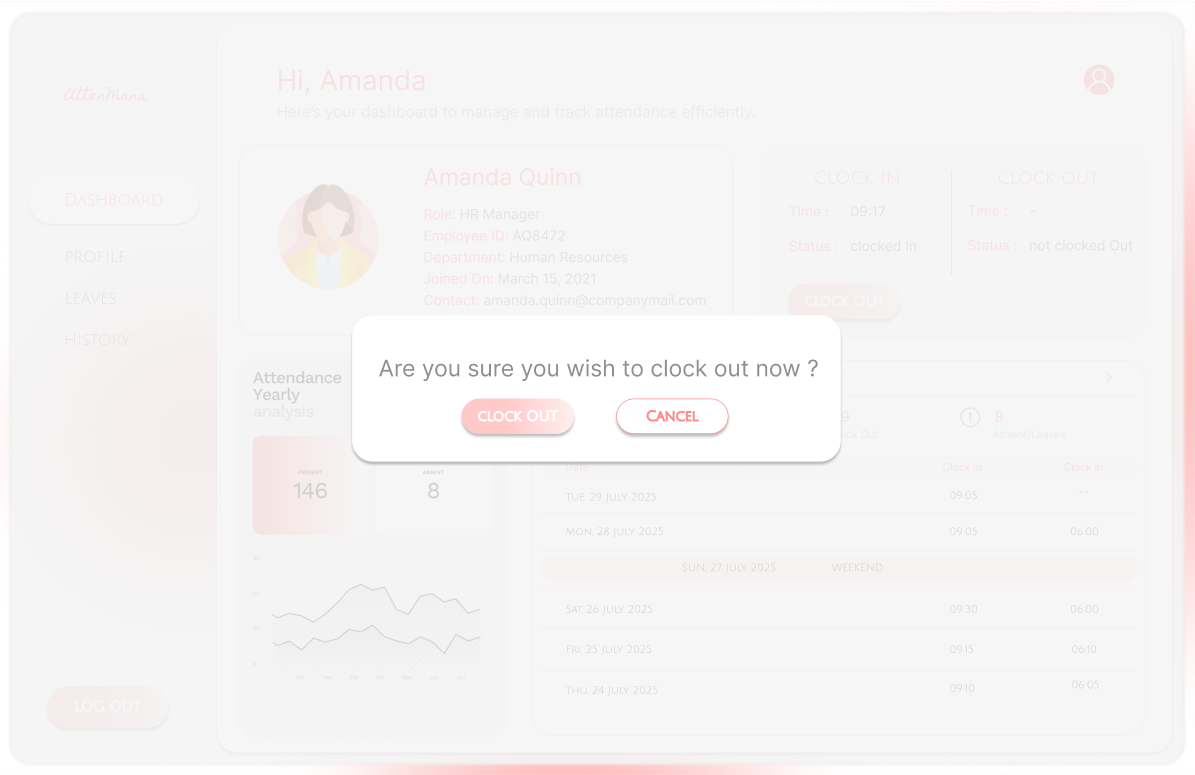 AttenMana
Hi, Amanda
Here's your dashboard to manage and track attendance efficiently.
DASHBOARD
PROFILE
LEAVES
HISTORY
LOG OUT
Amanda Quinn
Role: HR Manager
Employee ID: AQ8472
Department: Human Resources
Joined On: March 15, 2021
Contact: amanda.quinn@companymail.com
CLOCK IN
Time : 09:17
Status : clocked In
CLOCK OUT
Time : -
Status : not clocked Out
CLOCK OUT
Are you sure you wish to clock out now ?
CLOCK OUT
CANCEL
Attendance
Yearly
analysis
PRESENT
146
ABSENT
8
9
ck Out
8
Absent/Leaves
Date Clock In Clock In
TUE, 29 JULY 2025 09:05 --
MON, 28 JULY 2025 09:05 06:00
SUN, 27 JULY 2025 WEEKEND
SAT, 26 JULY 2025 09:30 06:00
FRI, 25 JULY 2025 09:15 06:10
THU, 24 JULY 2025 09:10 06:05